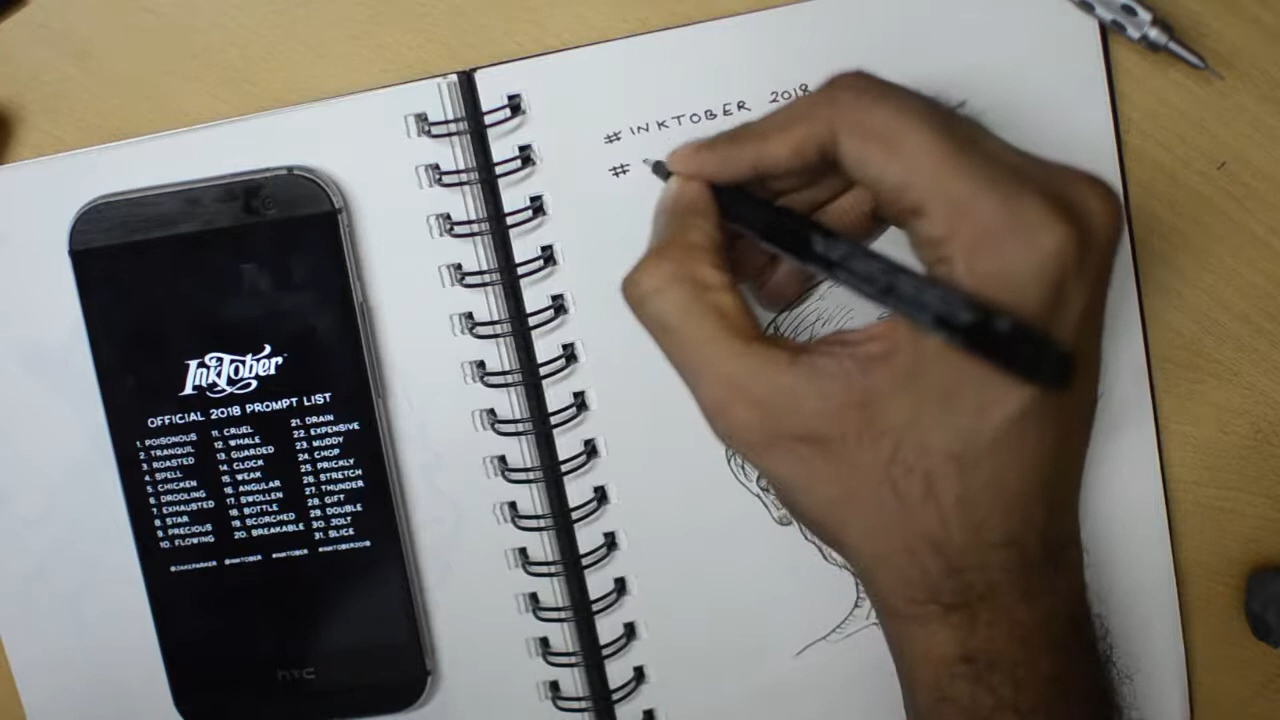 InkTober
OFFICIAL 2018 PROMPT LIST
1. POISONOUS
2. TRANQUIL
3. ROASTED
4. SPELL
5. CHICKEN
6. DROOLING
7. EXHAUSTED
8. STAR
9. PRECIOUS
10. FLOWING
11. CRUEL
12. WHALE
13. GUARDED
14. CLOCK
15. WEAK
16. ANGULAR
17. SWOLLEN
18. BOTTLE
19. SCORCHED
20. BREAKABLE
21. DRAIN
22. EXPENSIVE
23. MUDDY
24. CHOP
25. PRICKLY
26. STRETCH
27. THUNDER
28. GIFT
29. DOUBLE
30. JOLT
31. SLICE
@JAKEPARKER @INKTOBER #INKTOBER #INKTOBER2018
hTC
#INKTOBER 2018
#